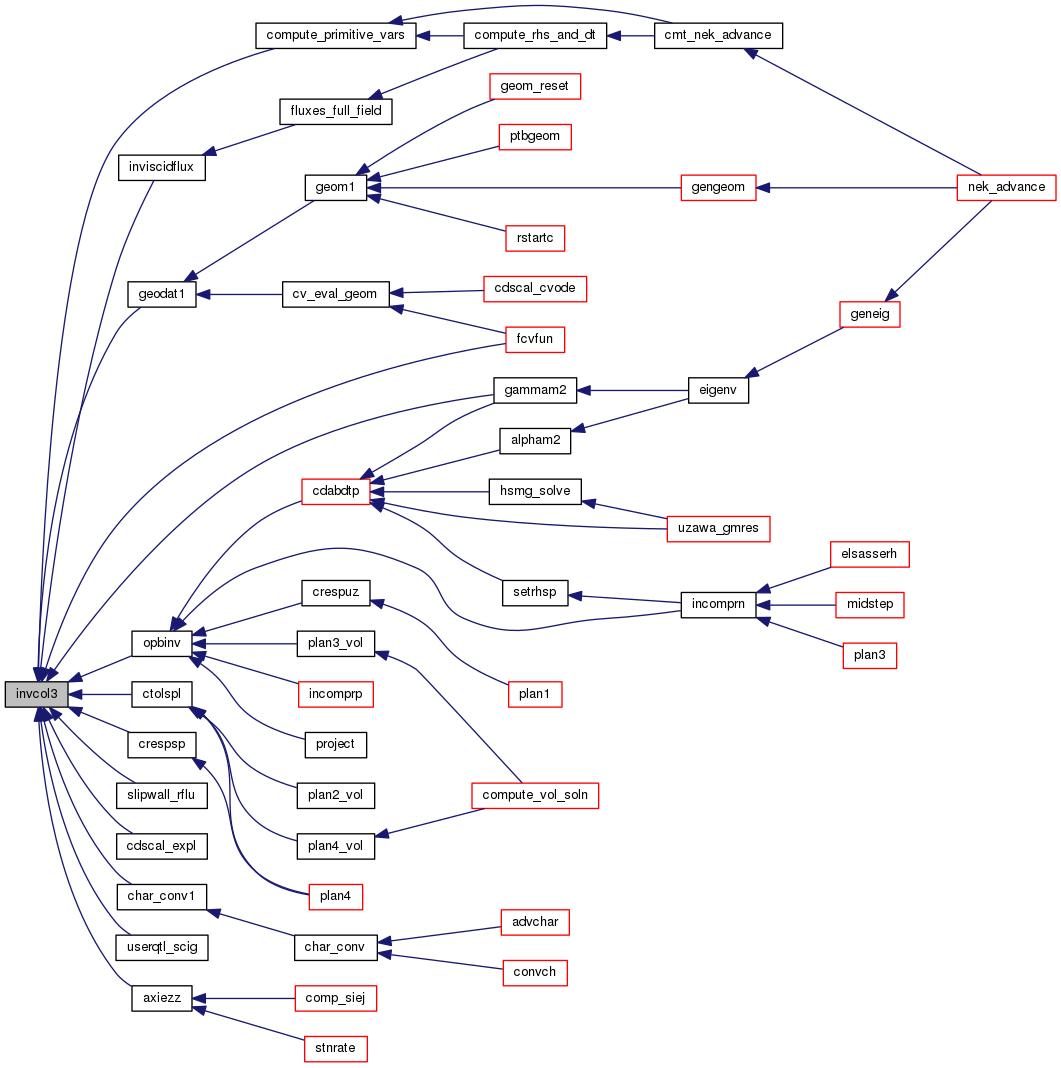 compute_primitive_vars
compute_rhs_and_dt
cmt_nek_advance
geom_reset
fluxes_full_field
ptbgeom
inviscidflux
geom1
gengeom
nek_advance
rstartc
geodat1
cv_eval_geom
cdscal_cvode
geneig
fcvfun
gammam2
eigenv
alpham2
cdabdtp
hsmg_solve
uzawa_gmres
elsasserh
crespuz
setrhsp
incomprn
midstep
opbinv
plan3_vol
plan3
invcol3
ctolspl
incomprp
plan1
crespsp
project
slipwall_rflu
plan2_vol
compute_vol_soln
cdscal_expl
plan4_vol
char_conv1
plan4
advchar
userqtl_scig
char_conv
convch
axiezz
comp_siej
stnrate